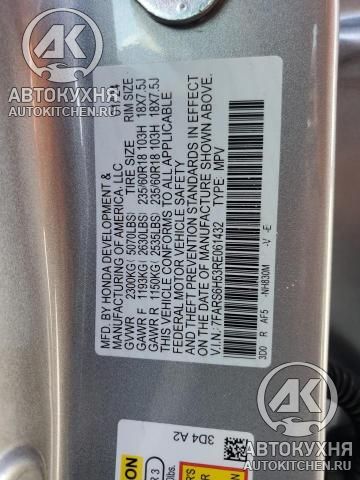 AK
АВТОКУХНЯ
AUTOKITCHEN.RU
MFD. BY HONDA DEVELOPMENT &
MANUFACTURING OF AMERICA, LLC
TIRE SIZE RIM SIZE
GVWR 2300KG (5070LBS)
GAWR F 1193KG (2630LBS) 235/60R18 103H 18X7.5J
GAWR R 1150KG (2535LBS) 235/60R18 103H 18X7.5J
THIS VEHICLE CONFORMS TO ALL APPLICABLE
FEDERAL MOTOR VEHICLE SAFETY
AND THEFT PREVENTION STANDARDS IN EFFECT
ON THE DATE OF MANUFACTURE SHOWN ABOVE.
V.I.N.: 7FARS6H53RE061432 TYPE: MPV
3D0 R AF5 -NH830M -V -E
3D4 A2
АВТОКУХНЯ
AUTOKITCHEN.RU